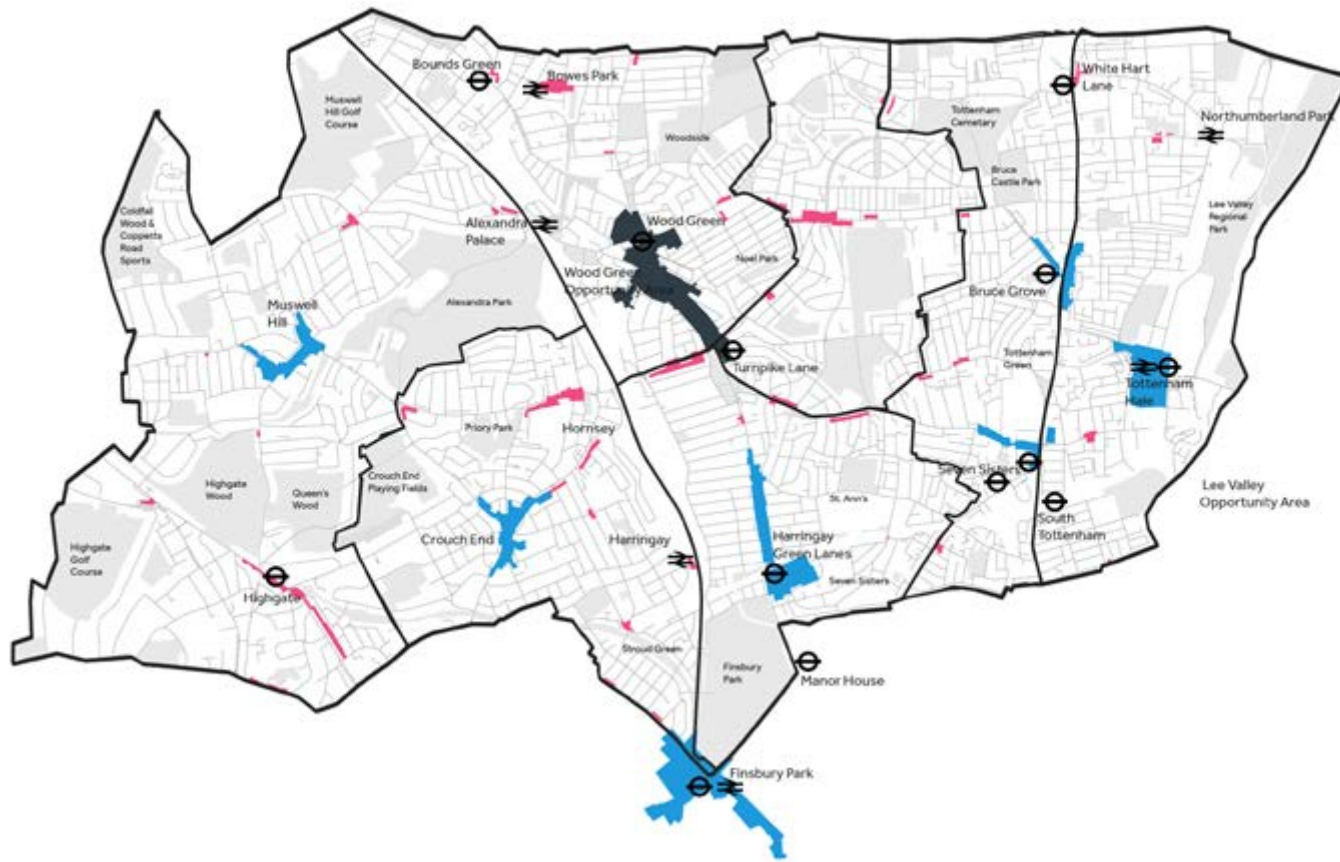 Bounds Green
Bowes Park
White Hart
Lane
Muswell
Hill Golf
Course
Tottenham
Cemetery
Northumberland Park
Woodside
Bruce
Castle Park
Coldfall
Wood &
Coppetts
Road
Sports
Lee Valley
Regional
Park
Alexandra
Palace
Wood Green
Noel Park
Wood Green
Opportunity Area
Bruce Grove
Alexandra Park
Muswell
Hill
Tottenham
Green
Turnpike Lane
Tottenham
Hale
Priory Park
Hornsey
Highgate
Wood
Queen's
Wood
Crouch End
Playing Fields
Seven Sisters
St. Ann's
Lee Valley
Opportunity Area
South
Tottenham
Highgate
Golf
Course
Crouch End
Harringay
Harringay
Green Lanes
Seven Sisters
Highgate
Stroud Green
Finsbury
Park
Manor House
Finsbury Park